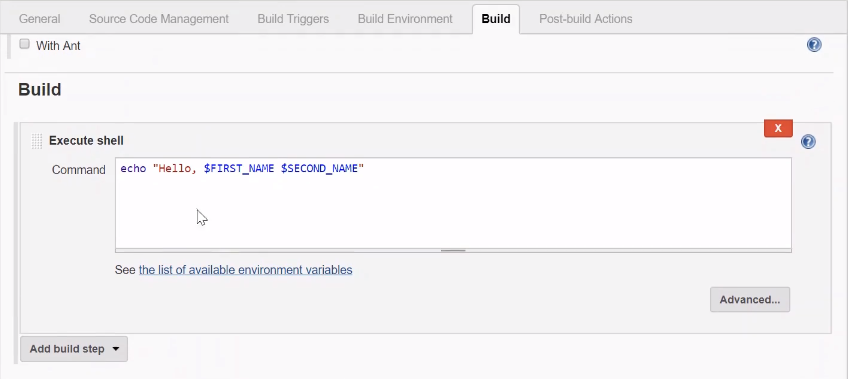 General Source Code Management Build Triggers Build Environment Build Post-build Actions
With Ant ?
Build
X
Execute shell ?
Command echo "Hello, $FIRST_NAME $SECOND_NAME"
See the list of available environment variables
Advanced...
Add build step